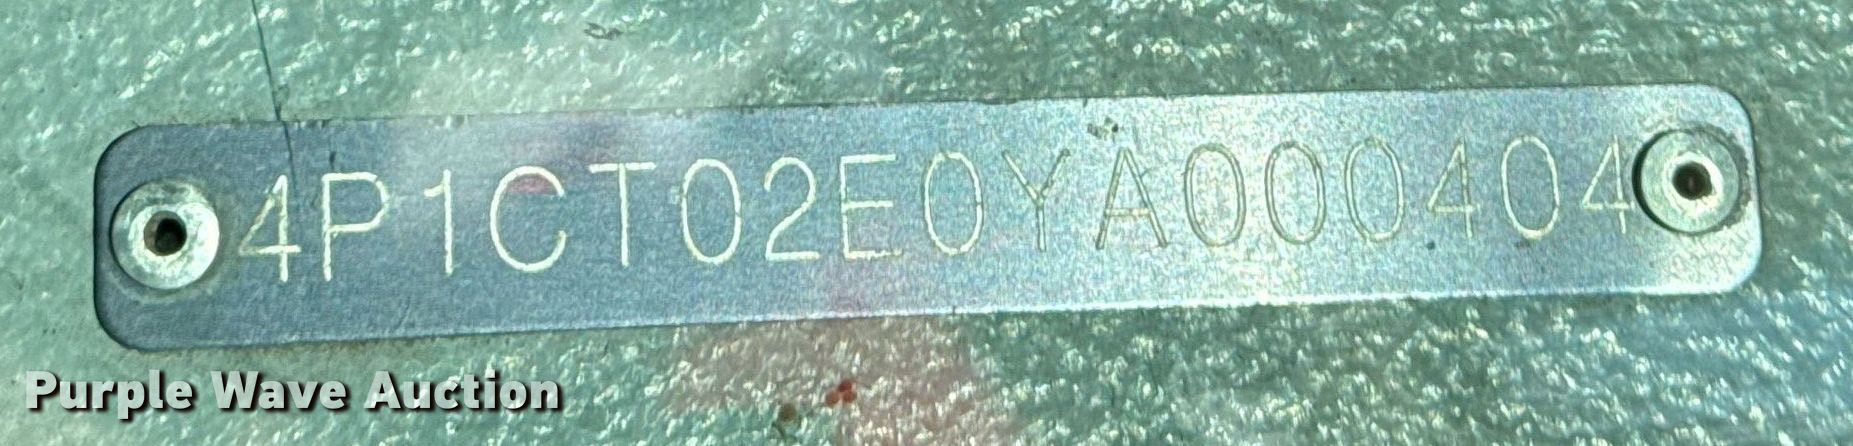 4P1CT02E0YA000404
Purple Wave Auction